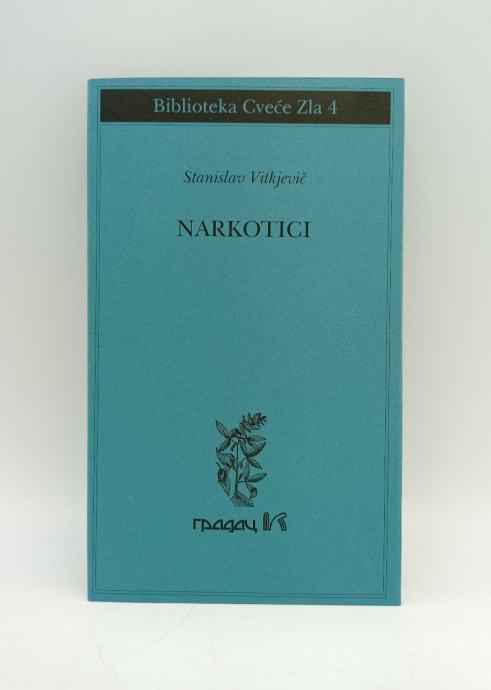 Biblioteka Cveće Zla 4
Stanislav Vitkjevič
NARKOTICI
градац K